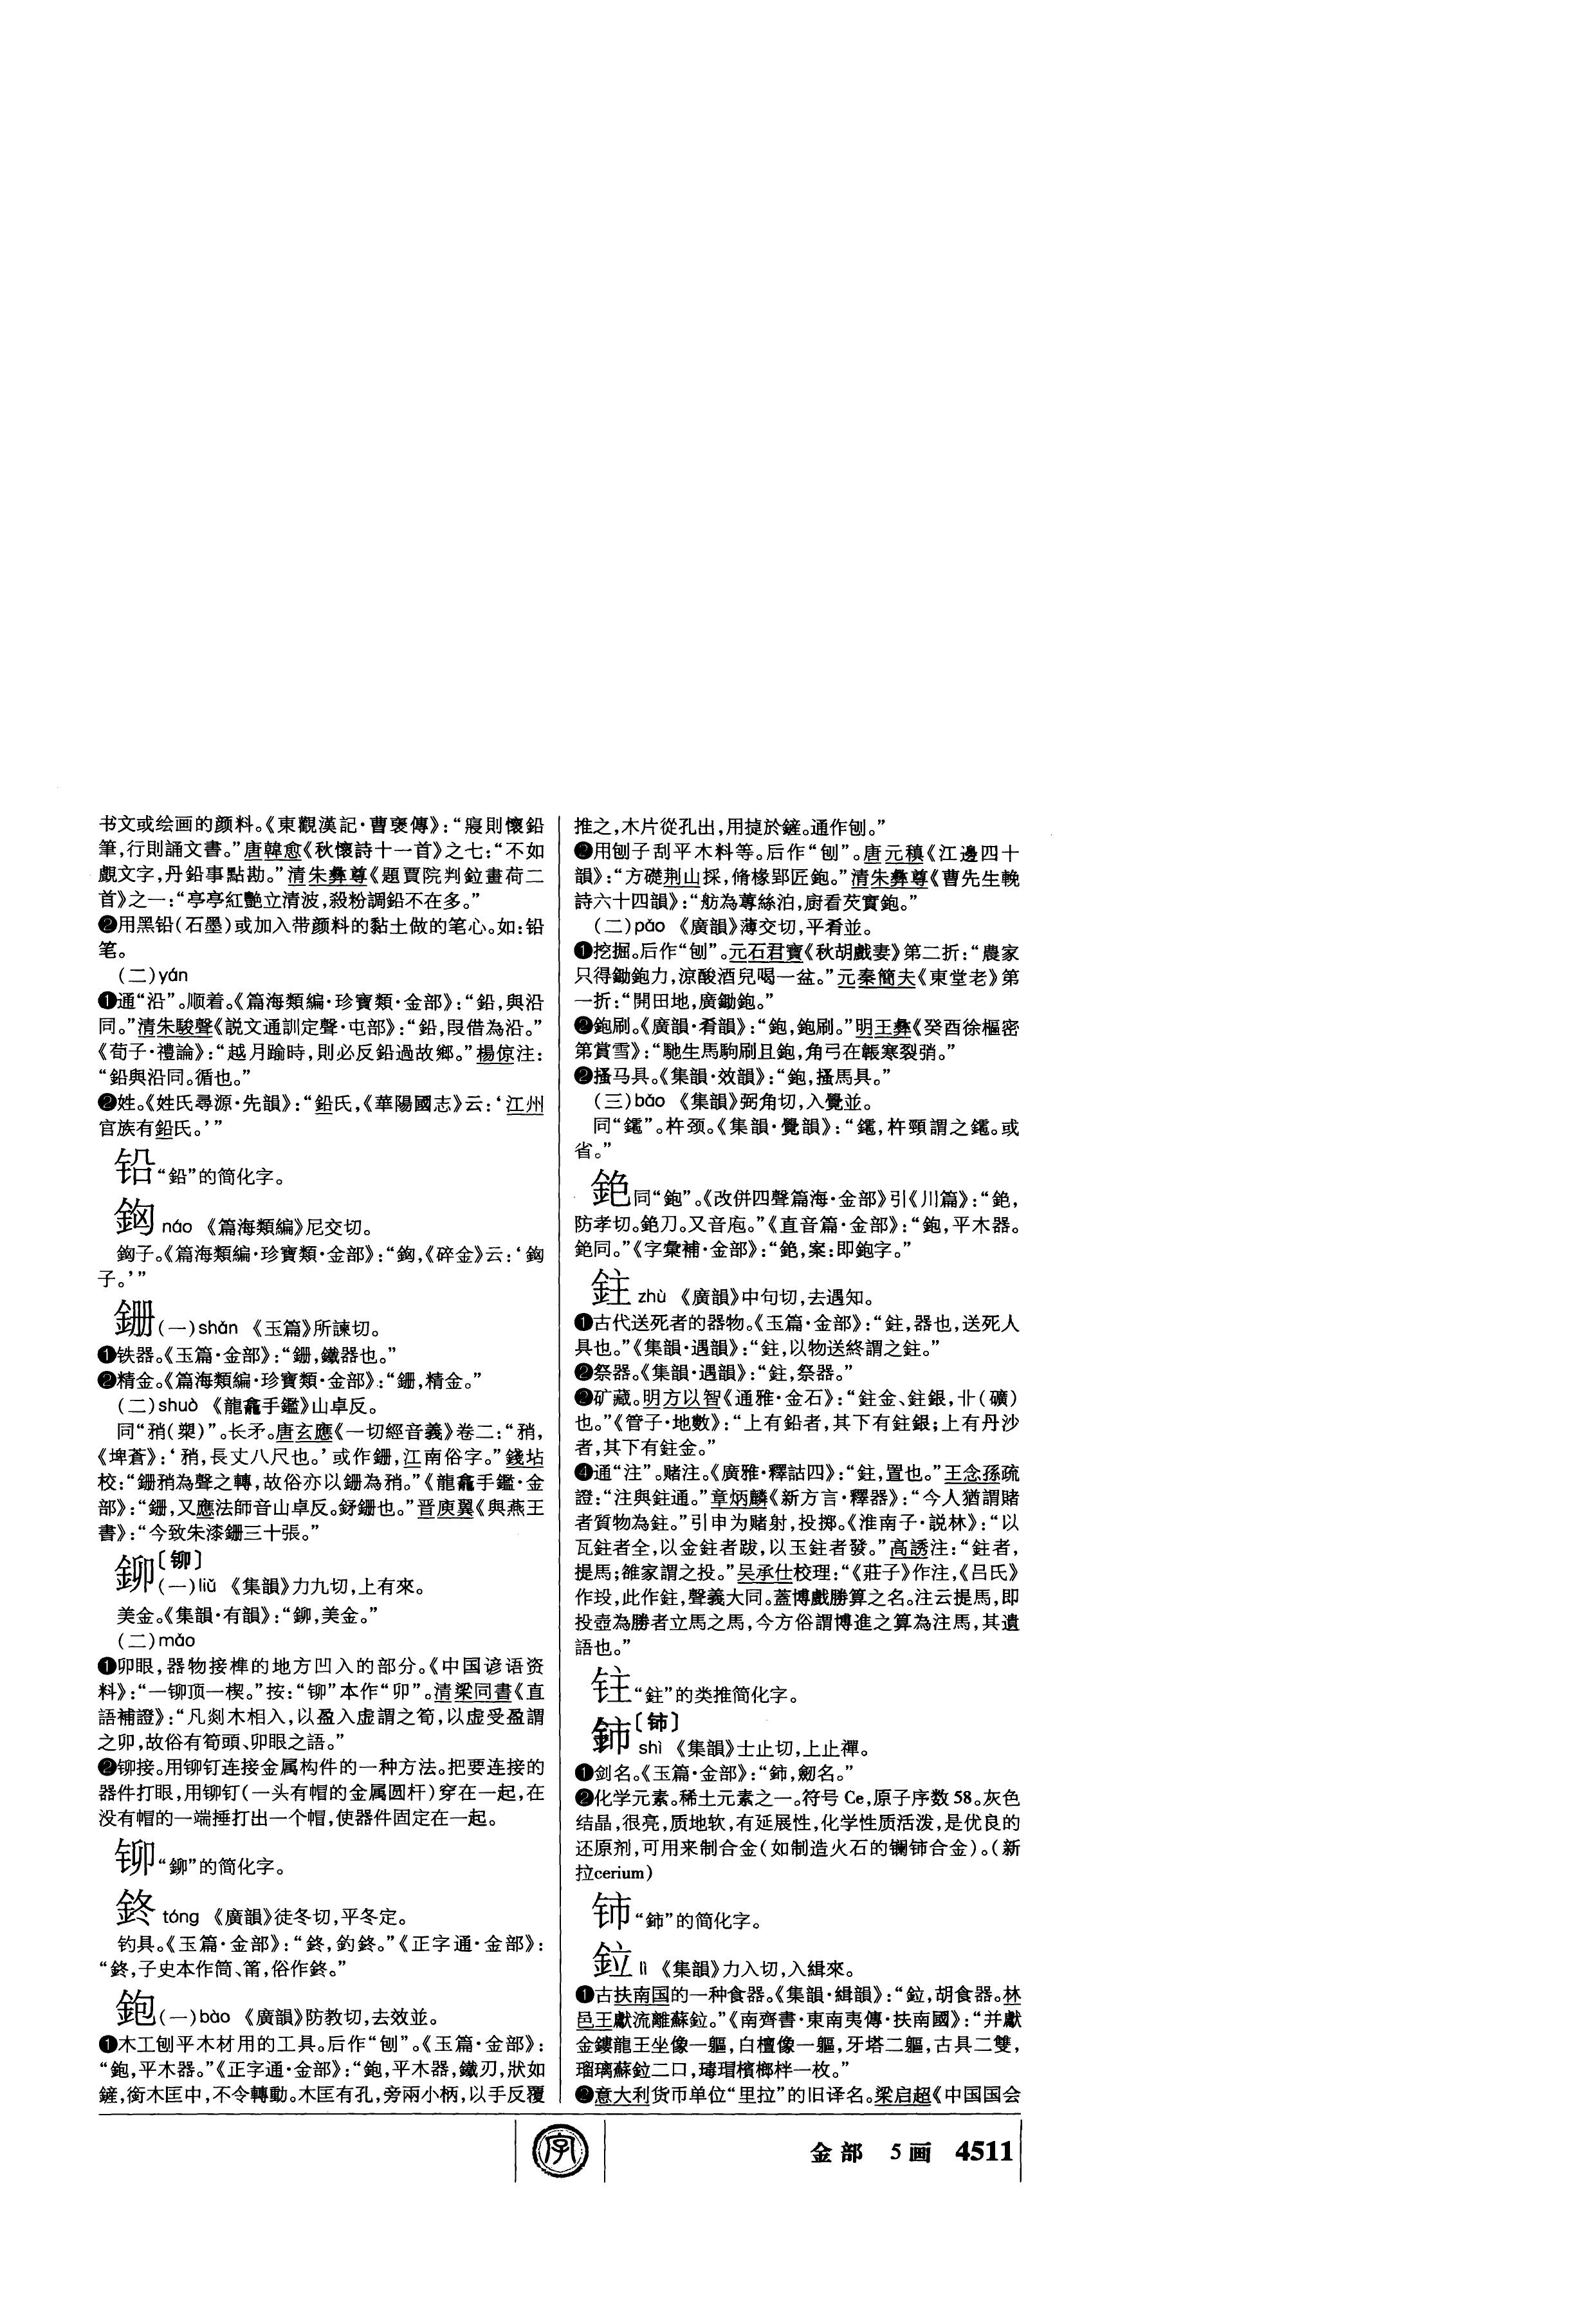 书文或绘画的颜料。《東觀漢記·曹褒傳》：“寢則懷鉛
筆，行則誦文書。”唐韓愈《秋懷詩十一首》之七：“不如
覷文字，丹鉛事點勘。”清朱彝尊《題賈院判鉝畫荷二
首》之一：“亭亭紅艷立清波，殺粉調鉛不在多。”
❷用黑铅（石墨）或加入带颜料的黏土做的笔心。如：铅
笔。
（二）yán
❶通“沿”。顺着。《篇海類編·珍寶類·金部》：“鉛，與沿
同。”清朱駿聲《説文通訓定聲·屯部》：“鉛，叚借為沿。”
《荀子·禮論》：“越月踰時，則必反鉛過故鄉。”楊倞注：
“鉛與沿同。循也。”
❷姓。《姓氏尋源·先韻》：“鉛氏，《華陽國志》云：‘江州
官族有鉛氏。’”
铅“鉛”的简化字。
鉤 náo 《篇海類編》尼交切。
子。’”
鉶(一)shǎn 《玉篇》所諫切。
❶铁器。《玉篇·金部》：“鉶，鐵器也。”
❷精金。《篇海類編·珍寶類·金部》：“鉶，精金。”
（二）shuò 《龍龕手鑑》山卓反。
同“矟（槊）”。长矛。唐玄應《一切經音義》卷二：“矟，
《埤蒼》：‘矟，長丈八尺也。’或作鉶，江南俗字。”錢坫
校：“鉶矟為聲之轉，故俗亦以鉶為矟。”《龍龕手鑑·金
部》：“鉶，又應法師音山卓反。釾鉶也。”晋庾翼《與燕王
書》：“今致朱漆鉶三十張。”
鉚〔铆〕
(一)liǔ 《集韻》力九切，上有來。
美金。《集韻·有韻》：“鉚，美金。”
（二）mǎo
❶卯眼，器物接榫的地方凹入的部分。《中国谚语资
料》：“一铆顶一楔。”按：“铆”本作“卯”。清梁同書《直
語補證》：“凡剡木相入，以盈入虚謂之筍，以虚受盈謂
之卯，故俗有筍頭、卯眼之語。”
❷铆接。用铆钉连接金属构件的一种方法。把要连接的
器件打眼，用铆钉（一头有帽的金属圆杆）穿在一起，在
没有帽的一端捶打出一个帽，使器件固定在一起。
铆“鉚”的简化字。
鉖 tóng 《廣韻》徒冬切，平冬定。
钓具。《玉篇·金部》：“鉖，釣鉖。”《正字通·金部》：
“鉖，子史本作筒、筩，俗作鉖。”
鉋(一)bào 《廣韻》防教切，去效並。
❶木工刨平木材用的工具。后作“刨”。《玉篇·金部》：
“鉋，平木器。”《正字通·金部》：“鉋，平木器，鐵刃，狀如
鏟，銜木匡中，不令轉動。木匡有孔，旁兩小柄，以手反覆
推之，木片從孔出，用捷於鏟。通作刨。”
❷用刨子刮平木料等。后作“刨”。唐元稹《江邊四十
韻》：“方礎荆山採，脩椽郢匠鉋。”清朱彝尊《曹先生輓
詩六十四韻》：“舫為蓴絲泊，廚看芡實鉋。”
（二）páo 《廣韻》薄交切，平肴並。
❶挖掘。后作“刨”。元石君寶《秋胡戲妻》第二折：“農家
只得鋤鉋力，涼酸酒兒喝一盆。”元秦簡夫《東堂老》第
一折：“開田地，廣鋤鉋。”
❷鉋刷。《廣韻·肴韻》：“鉋，鉋刷。”明王彝《癸酉徐樞密
第賞雪》：“馳生馬駒刷且鉋，角弓在韔寒裂弰。”
❷搔马具。《集韻·效韻》：“鉋，搔馬具。”
（三）báo 《集韻》弼角切，入覺並。
同“鑤”。杵颈。《集韻·覺韻》：“鑤，杵頸謂之鑤。或
省。”
銫同“鉋”。《改併四聲篇海·金部》引《川篇》：“銫，
防孝切。銫刀。又音庖。”《直音篇·金部》：“鉋，平木器。
銫同。”《字彙補·金部》：“銫，案：即鉋字。”
鉒 zhù 《廣韻》中句切，去遇知。
❶古代送死者的器物。《玉篇·金部》：“鉒，器也，送死人
具也。”《集韻·遇韻》：“鉒，以物送終謂之鉒。”
❷祭器。《集韻·遇韻》：“鉒，祭器。”
❷矿藏。明方以智《通雅·金石》：“鉒金、鉒銀，卝（礦）
也。”《管子·地數》：“上有鉛者，其下有鉒銀；上有丹沙
者，其下有鉒金。”
❹通“注”。赌注。《廣雅·釋詁四》：“鉒，置也。”王念孫疏
證：“注與鉒通。”章炳麟《新方言·釋器》：“今人猶謂賭
者質物為鉒。”引申为赌射，投掷。《淮南子·説林》：“以
瓦鉒者全，以金鉒者跋，以玉鉒者發。”高誘注：“鉒者，
提馬；雒家謂之投。”吴承仕校理：“《莊子》作注，《吕氏》
作投，此作鉒，聲義大同。蓋博戲勝算之名。注云提馬，即
投壺為勝者立馬之馬，今方俗謂博進之算為注馬，其遺
語也。”
钅主“鉒”的类推简化字。
鈰〔铈〕
shì 《集韻》士止切，上止禪。
❶剑名。《玉篇·金部》：“鈰，劒名。”
❷化学元素。稀土元素之一。符号 Ce，原子序数 58。灰色
结晶，很亮，质地软，有延展性，化学性质活泼，是优良的
还原剂，可用来制合金（如制造火石的镧铈合金）。（新
拉cerium）
铈“鈰”的简化字。
鉝 lì 《集韻》力入切，入緝來。
❶古扶南国的一种食器。《集韻·緝韻》：“鉝，胡食器。林
邑王獻流離蘇鉝。”《南齊書·東南夷傳·扶南國》：“并獻
金鏤龍王坐像一軀，白檀像一軀，牙塔二軀，古具二雙，
瑠璃蘇鉝二口，瑇瑁檳榔柈一枚。”
❷意大利货币单位“里拉”的旧译名。梁启超《中国国会
字
金部 5画 4511